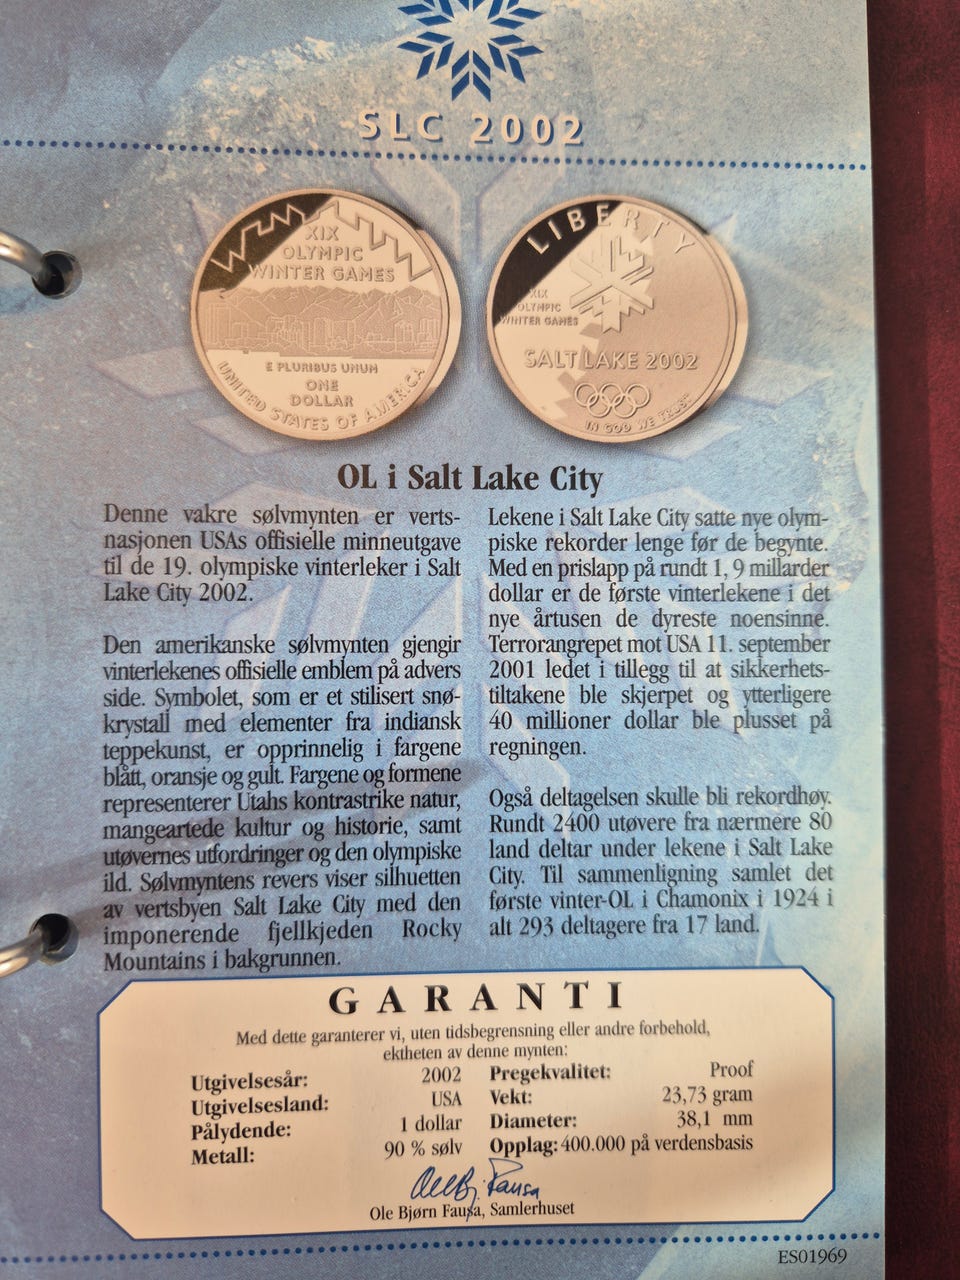 SLC 2002
XIX
OLYMPIC
WINTER GAMES
E PLURIBUS UNUM
ONE
DOLLAR
UNITED STATES OF AMERICA
LIBERTY
XIX
OLYMPIC
WINTER GAMES
SALT LAKE 2002
IN GOD WE TRUST
OL i Salt Lake City
Denne vakre sølvmynten er verts-
nasjonen USAs offisielle minneutgave
til de 19. olympiske vinterleker i Salt
Lake City 2002.
Den amerikanske sølvmynten gjengir
vinterlekenes offisielle emblem på advers
side. Symbolet, som er et stilisert snø-
krystall med elementer fra indiansk
teppekunst, er opprinnelig i fargene
blått, oransje og gult. Fargene og formene
representerer Utahs kontrastrike natur,
mangeartede kultur og historie, samt
utøvernes utfordringer og den olympiske
ild. Sølvmyntens revers viser silhuetten
av vertsbyen Salt Lake City med den
imponerende fjellkjeden Rocky
Mountains i bakgrunnen.
Lekene i Salt Lake City satte nye olym-
piske rekorder lenge før de begynte.
Med en prislapp på rundt 1, 9 millarder
dollar er de første vinterlekene i det
nye årtusen de dyreste noensinne.
Terrorangrepet mot USA 11. september
2001 ledet i tillegg til at sikkerhets-
tiltakene ble skjerpet og ytterligere
40 millioner dollar ble plusset på
regningen.
Også deltagelsen skulle bli rekordhøy.
Rundt 2400 utøvere fra nærmere 80
land deltar under lekene i Salt Lake
City. Til sammenligning samlet det
første vinter-OL i Chamonix i 1924 i
alt 293 deltagere fra 17 land.
GARANTI
Med dette garanterer vi, uten tidsbegrensning eller andre forbehold,
ektheten av denne mynten:
Utgivelsesår: 2002 Pregekvalitet: Proof
Utgivelsesland: USA Vekt: 23,73 gram
Pålydende: 1 dollar Diameter: 38,1 mm
Metall: 90 % sølv Opplag: 400.000 på verdensbasis
Ole Bjørn Fausa, Samlerhuset
ES01969